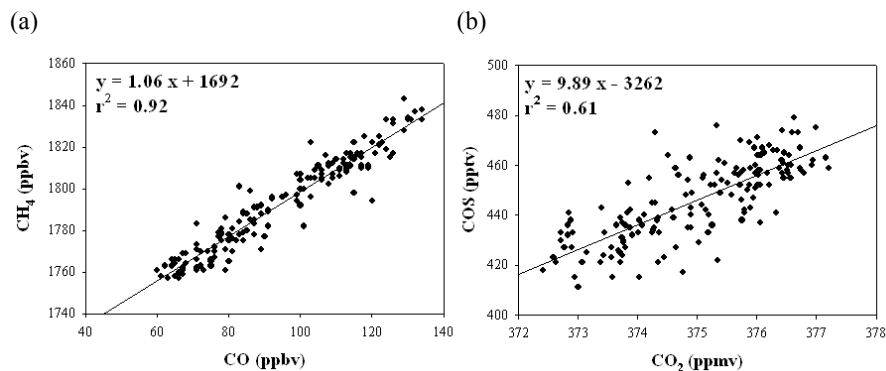 (a)
(b)
y = 1.06 x + 1692
r² = 0.92
1860
1840
1820
1800
1780
1760
1740
CH₄ (ppbv)
40
60
80
100
120
140
CO (ppbv)
y = 9.89 x - 3262
r² = 0.61
500
480
460
440
420
400
COS (pptv)
372
373
374
375
376
377
378
CO₂ (ppmv)